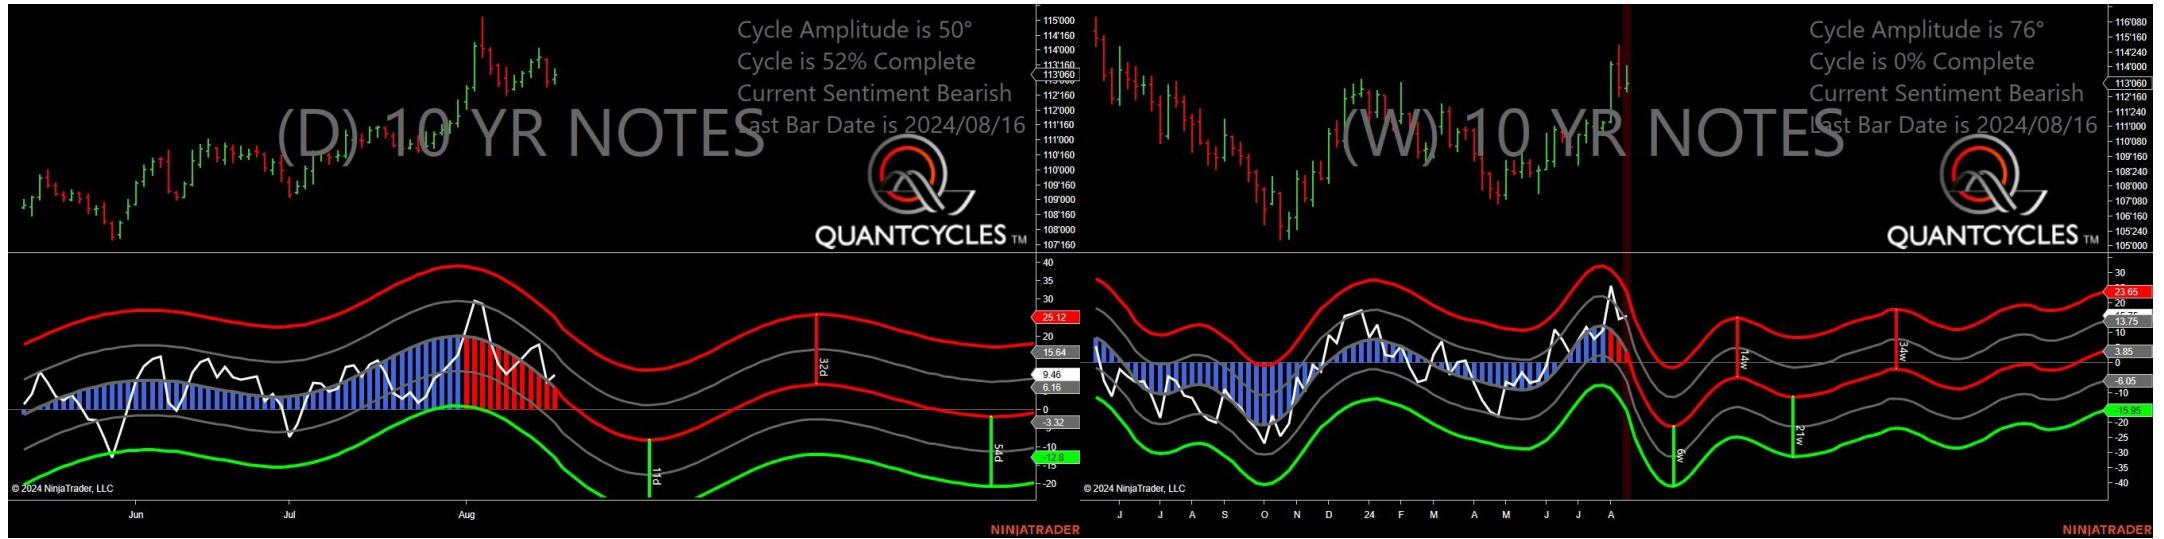 Cycle Amplitude is 50°
Cycle is 52% Complete
Current Sentiment Bearish
Last Bar Date is 2024/08/16
(D) 10 YR NOTES
QUANTCYCLES TM
115'000
114'160
114'000
113'160
113'060
112'160
112'000
111'160
111'000
110'160
110'000
109'160
109'000
108'160
108'000
107'160
40
35
30
25.12
20
15.64
9.46
6.16
0
-3.32
-10
-12.8
-15
-20
32d
54d
11d
© 2024 NinjaTrader, LLC
Jun
Jul
Aug
NINJATRADER
Cycle Amplitude is 76°
Cycle is 0% Complete
Current Sentiment Bearish
Last Bar Date is 2024/08/16
(W) 10 YR NOTES
QUANTCYCLES TM
116'080
115'160
114'240
114'000
113'060
112'160
111'240
111'000
110'080
109'160
108'240
108'000
107'080
106'160
105'240
105'000
30
23.65
20
13.75
10
3.85
0
-6.05
-10
-15.95
-20
-25
-30
-35
-40
14w
34w
6w
21w
© 2024 NinjaTrader, LLC
J
J
A
S
O
N
D
24
F
M
A
M
J
J
A
NINJATRADER